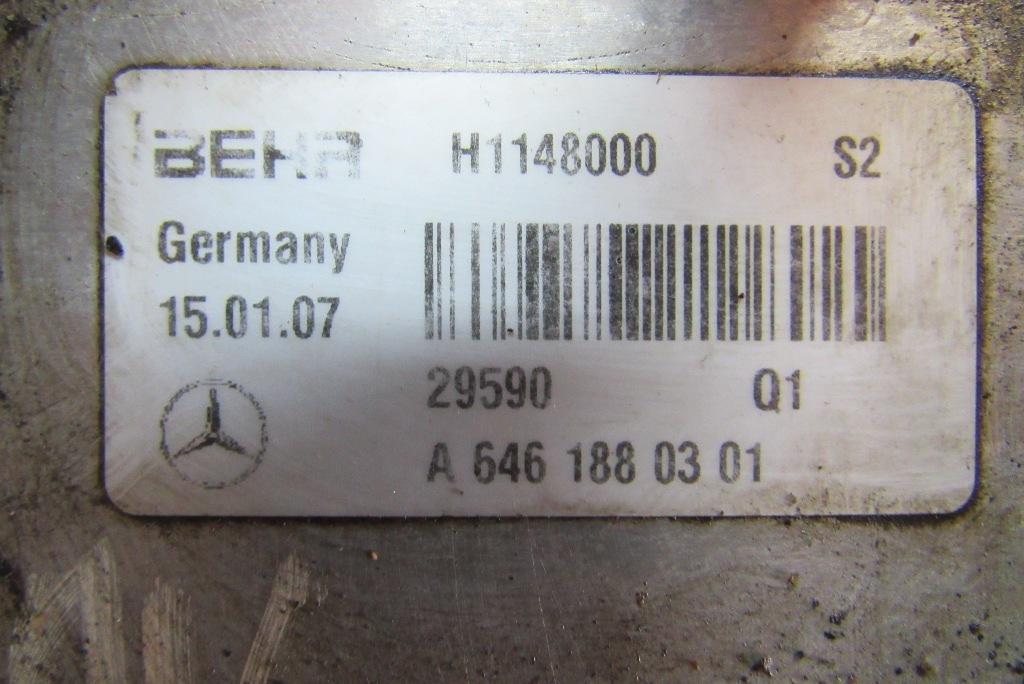 BEHR H1148000 S2
Germany
15.01.07
29590 Q1
A 646 188 03 01